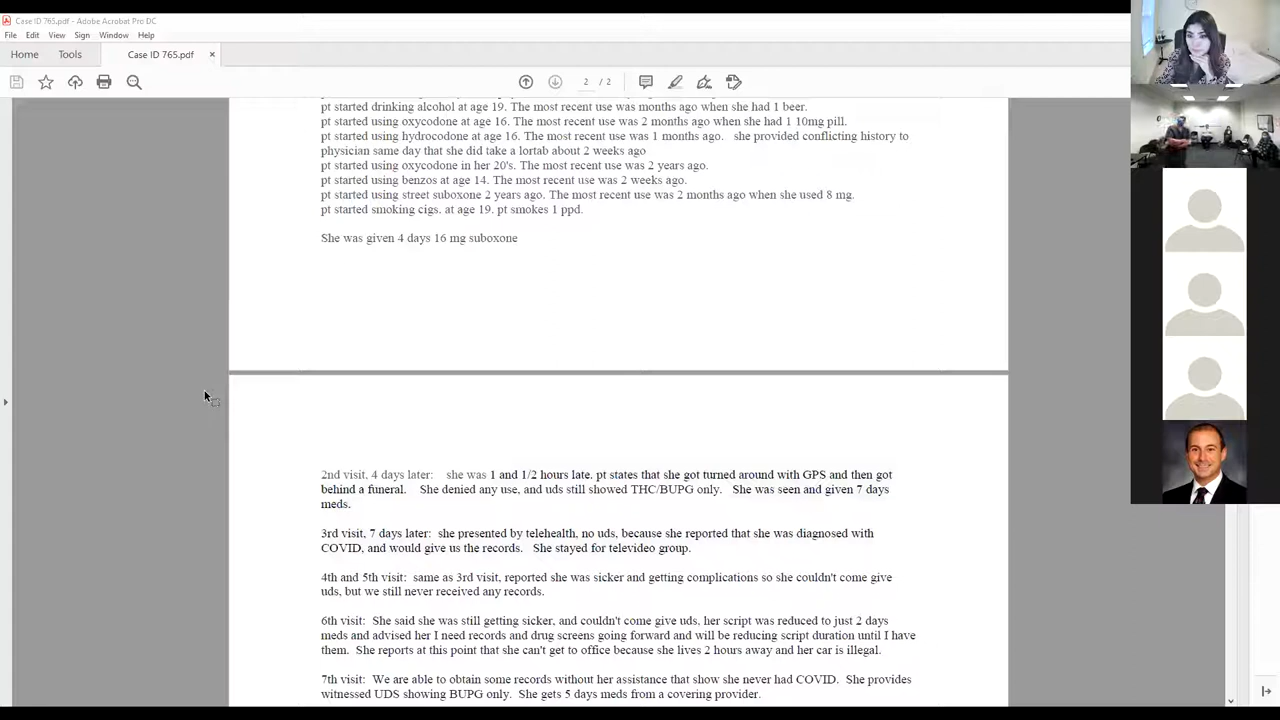 Case ID 765.pdf - Adobe Acrobat Pro DC
File Edit View Sign Window Help
Home Tools Case ID 765.pdf ×
2 / 2
pt started drinking alcohol at age 19. The most recent use was months ago when she had 1 beer.
pt started using oxycodone at age 16. The most recent use was 2 months ago when she had 1 10mg pill.
pt started using hydrocodone at age 16. The most recent use was 1 months ago. she provided conflicting history to
physician same day that she did take a lortab about 2 weeks ago
pt started using oxycodone in her 20's. The most recent use was 2 years ago.
pt started using benzos at age 14. The most recent use was 2 weeks ago.
pt started using street suboxone 2 years ago. The most recent use was 2 months ago when she used 8 mg.
pt started smoking cigs. at age 19. pt smokes 1 ppd.
She was given 4 days 16 mg suboxone
2nd visit, 4 days later: she was 1 and 1/2 hours late. pt states that she got turned around with GPS and then got
behind a funeral. She denied any use, and uds still showed THC/BUPG only. She was seen and given 7 days
meds.
3rd visit, 7 days later: she presented by telehealth, no uds, because she reported that she was diagnosed with
COVID, and would give us the records. She stayed for televideo group.
4th and 5th visit: same as 3rd visit, reported she was sicker and getting complications so she couldn't come give
uds, but we still never received any records.
6th visit: She said she was still getting sicker, and couldn't come give uds, her script was reduced to just 2 days
meds and advised her I need records and drug screens going forward and will be reducing script duration until I have
them. She reports at this point that she can't get to office because she lives 2 hours away and her car is illegal.
7th visit: We are able to obtain some records without her assistance that show she never had COVID. She provides
witnessed UDS showing BUPG only. She gets 5 days meds from a covering provider.